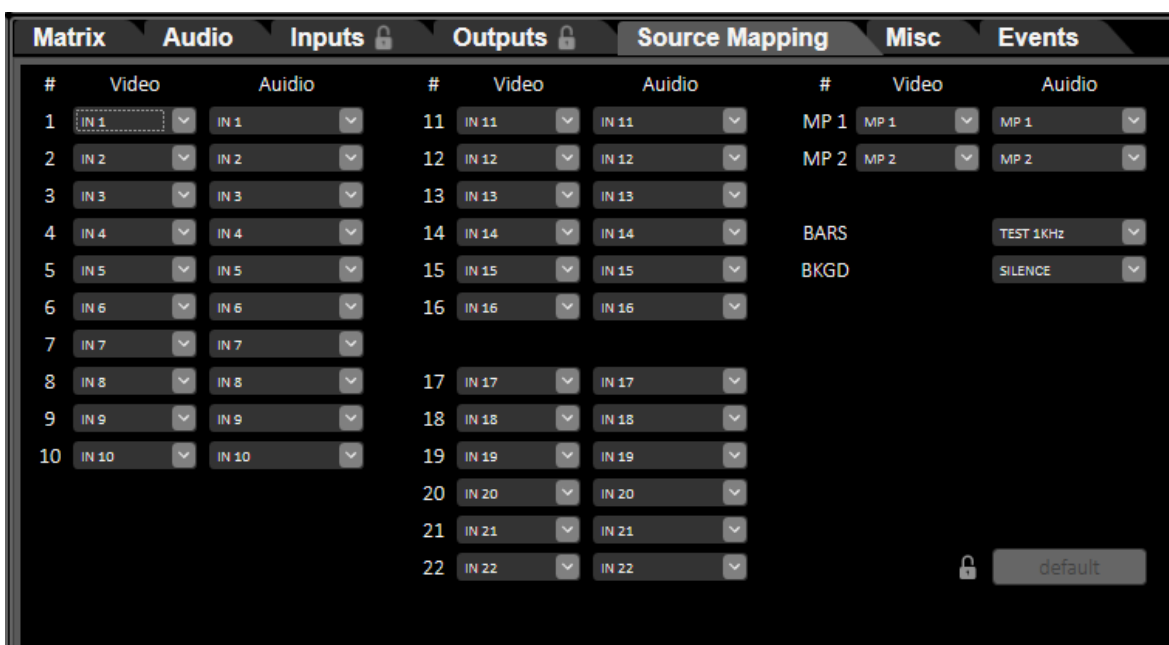 Matrix Audio Inputs Outputs Source Mapping Misc Events
# Video Auidio # Video Auidio # Video Auidio
1 IN 1 IN 1 11 IN 11 IN 11 MP 1 MP 1 MP 1
2 IN 2 IN 2 12 IN 12 IN 12 MP 2 MP 2 MP 2
3 IN 3 IN 3 13 IN 13 IN 13
4 IN 4 IN 4 14 IN 14 IN 14 BARS TEST 1KHz
5 IN 5 IN 5 15 IN 15 IN 15 BKGD SILENCE
6 IN 6 IN 6 16 IN 16 IN 16
7 IN 7 IN 7
8 IN 8 IN 8 17 IN 17 IN 17
9 IN 9 IN 9 18 IN 18 IN 18
10 IN 10 IN 10 19 IN 19 IN 19
20 IN 20 IN 20
21 IN 21 IN 21
22 IN 22 IN 22 default